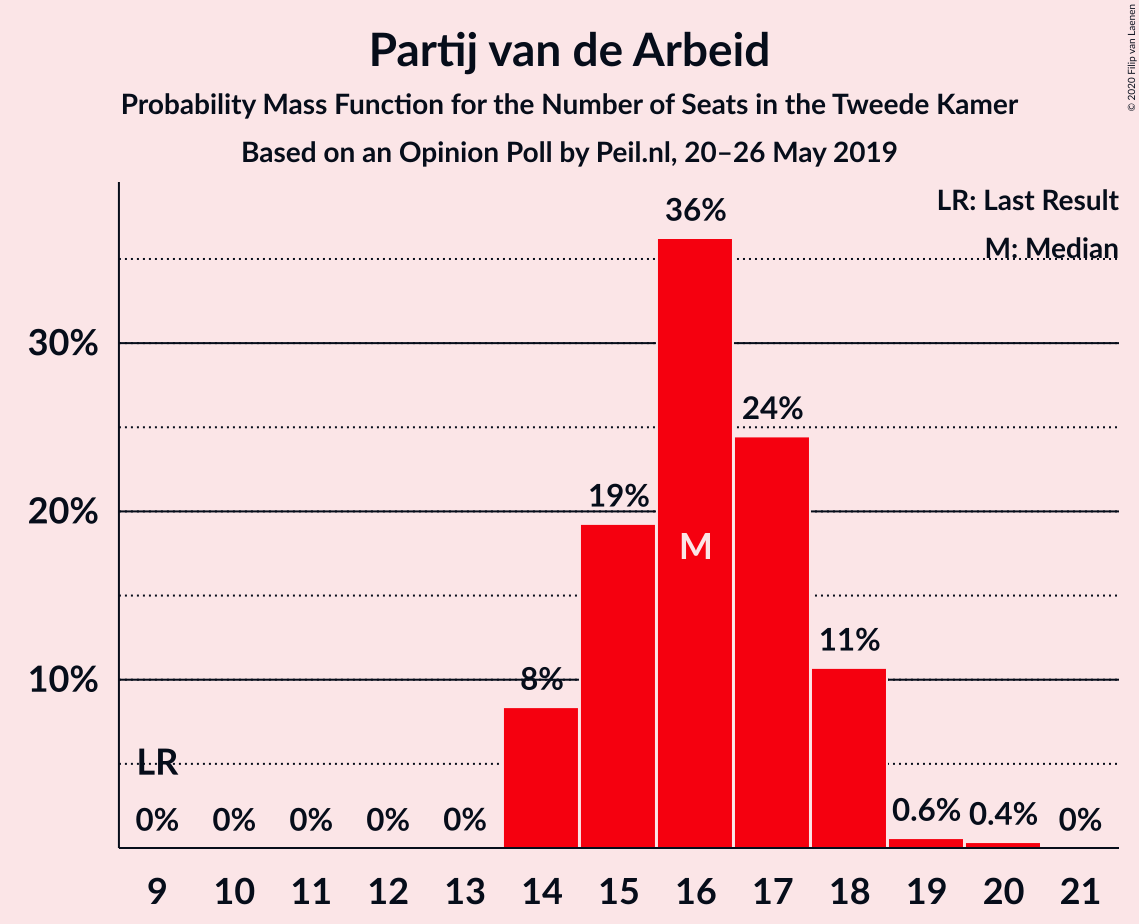 Partij van de Arbeid
Probability Mass Function for the Number of Seats in the Tweede Kamer
Based on an Opinion Poll by Peil.nl, 20–26 May 2019
© 2020 Filip van Laenen
LR: Last Result
M: Median
36%
30%
24%
20%
19%
M
11%
10%
8%
LR
0% 0% 0% 0% 0% 0.6% 0.4% 0%
9 10 11 12 13 14 15 16 17 18 19 20 21